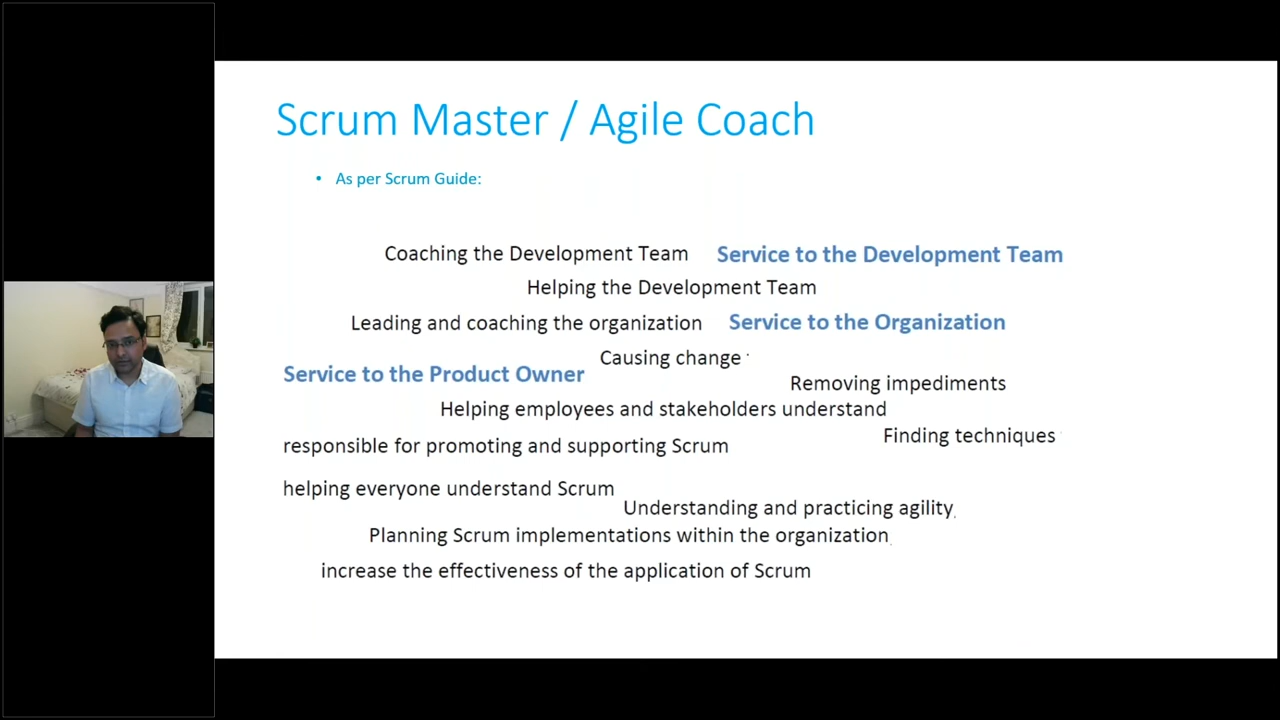 Scrum Master / Agile Coach
• As per Scrum Guide:
Coaching the Development Team
Service to the Development Team
Helping the Development Team
Leading and coaching the organization
Service to the Organization
Causing change
Service to the Product Owner
Removing impediments
Helping employees and stakeholders understand
Finding techniques
responsible for promoting and supporting Scrum
helping everyone understand Scrum
Understanding and practicing agility
Planning Scrum implementations within the organization
increase the effectiveness of the application of Scrum